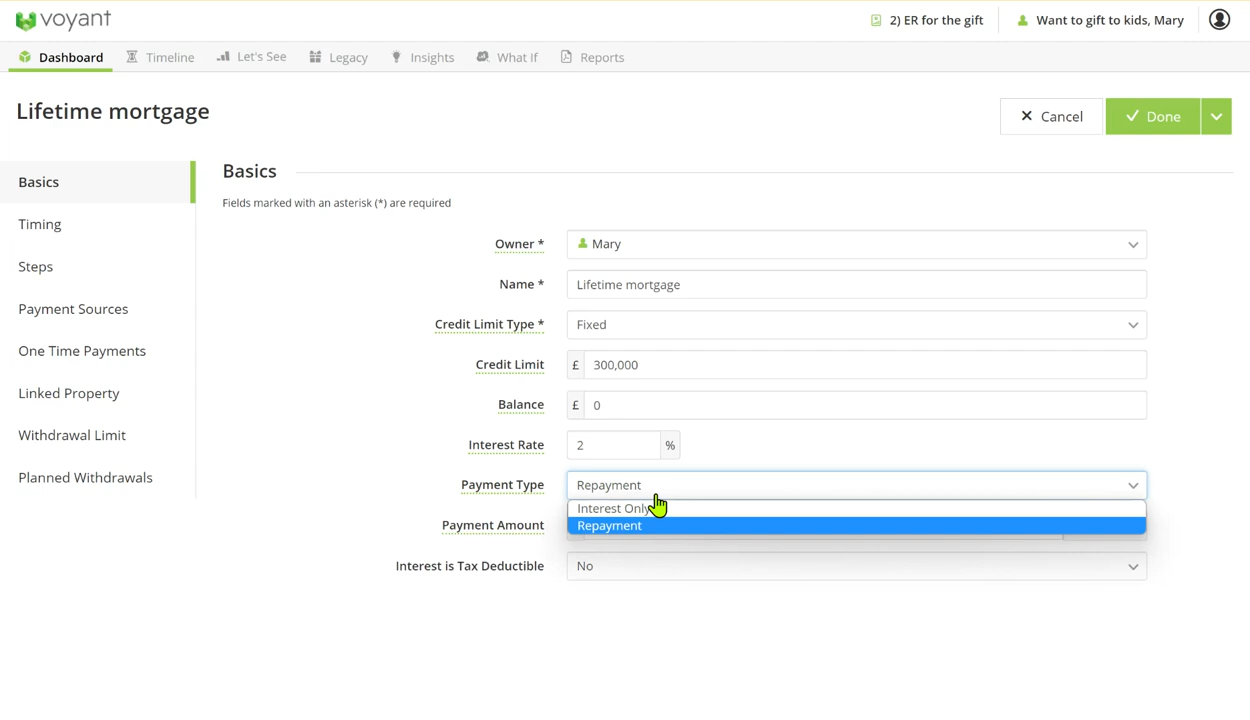 voyant
2) ER for the gift
Want to gift to kids, Mary
Dashboard
Timeline
Let's See
Legacy
Insights
What If
Reports
Lifetime mortgage
Cancel
Done
Basics
Timing
Steps
Payment Sources
One Time Payments
Linked Property
Withdrawal Limit
Planned Withdrawals
Basics
Fields marked with an asterisk (*) are required
Owner * Mary
Name * Lifetime mortgage
Credit Limit Type * Fixed
Credit Limit £ 300,000
Balance £ 0
Interest Rate 2 %
Payment Type Repayment
Interest Only
Repayment
Payment Amount
Interest is Tax Deductible No